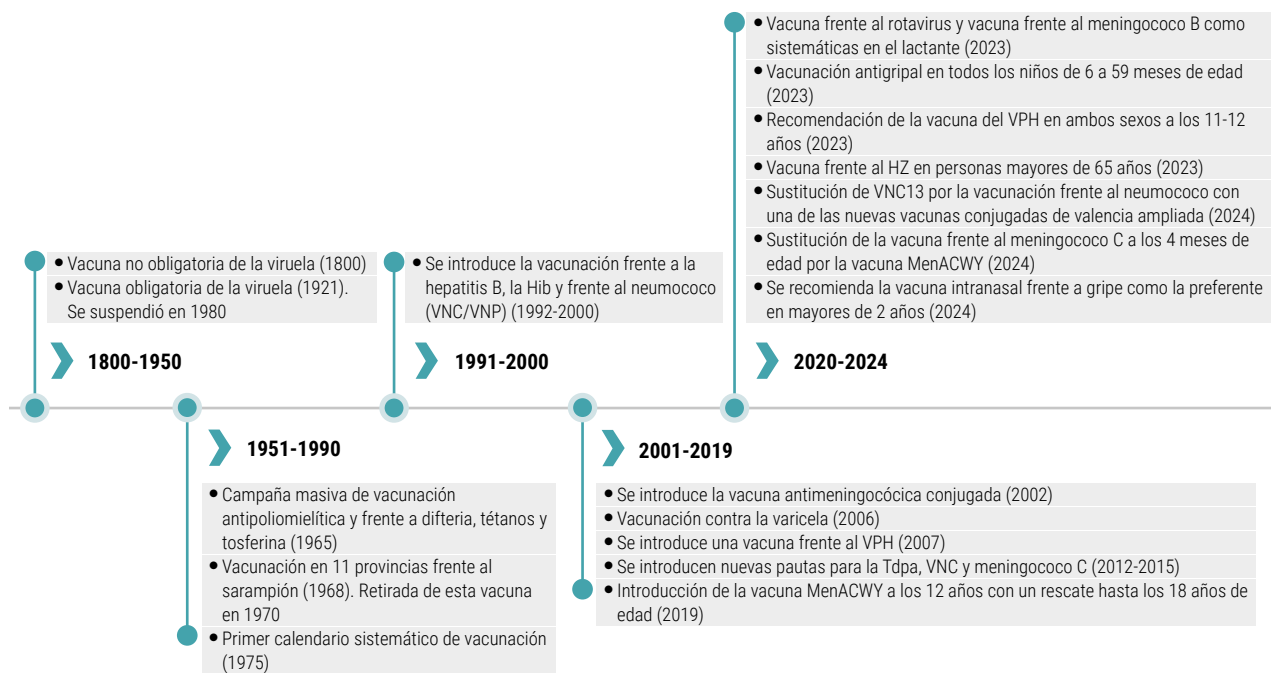 • Vacuna no obligatoria de la viruela (1800)
• Vacuna obligatoria de la viruela (1921).
Se suspendió en 1980
1800-1950
1951-1990
• Campaña masiva de vacunación
antipoliomielítica y frente a difteria, tétanos y
tosferina (1965)
• Vacunación en 11 provincias frente al
sarampión (1968). Retirada de esta vacuna
en 1970
• Primer calendario sistemático de vacunación
(1975)
• Se introduce la vacunación frente a la
hepatitis B, la Hib y frente al neumococo
(VNC/VNP) (1992-2000)
1991-2000
2001-2019
• Se introduce la vacuna antimeningocócica conjugada (2002)
• Vacunación contra la varicela (2006)
• Se introduce una vacuna frente al VPH (2007)
• Se introducen nuevas pautas para la Tdpa, VNC y meningococo C (2012-2015)
• Introducción de la vacuna MenACWY a los 12 años con un rescate hasta los 18 años de
edad (2019)
• Vacuna frente al rotavirus y vacuna frente al meningococo B como
sistemáticas en el lactante (2023)
• Vacunación antigripal en todos los niños de 6 a 59 meses de edad
(2023)
• Recomendación de la vacuna del VPH en ambos sexos a los 11-12
años (2023)
• Vacuna frente al HZ en personas mayores de 65 años (2023)
• Sustitución de VNC13 por la vacunación frente al neumococo con
una de las nuevas vacunas conjugadas de valencia ampliada (2024)
• Sustitución de la vacuna frente al meningococo C a los 4 meses de
edad por la vacuna MenACWY (2024)
• Se recomienda la vacuna intranasal frente a gripe como la preferente
en mayores de 2 años (2024)
2020-2024